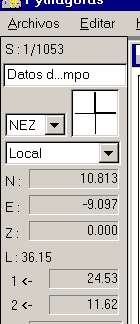 Pythagoras
Archivos Editar
S : 1/1053
Datos d...mpo
NEZ
Local
N : 10.813
E : -9.097
Z : 0.000
L : 36.15
1 <- 24.53
2 <- 11.62